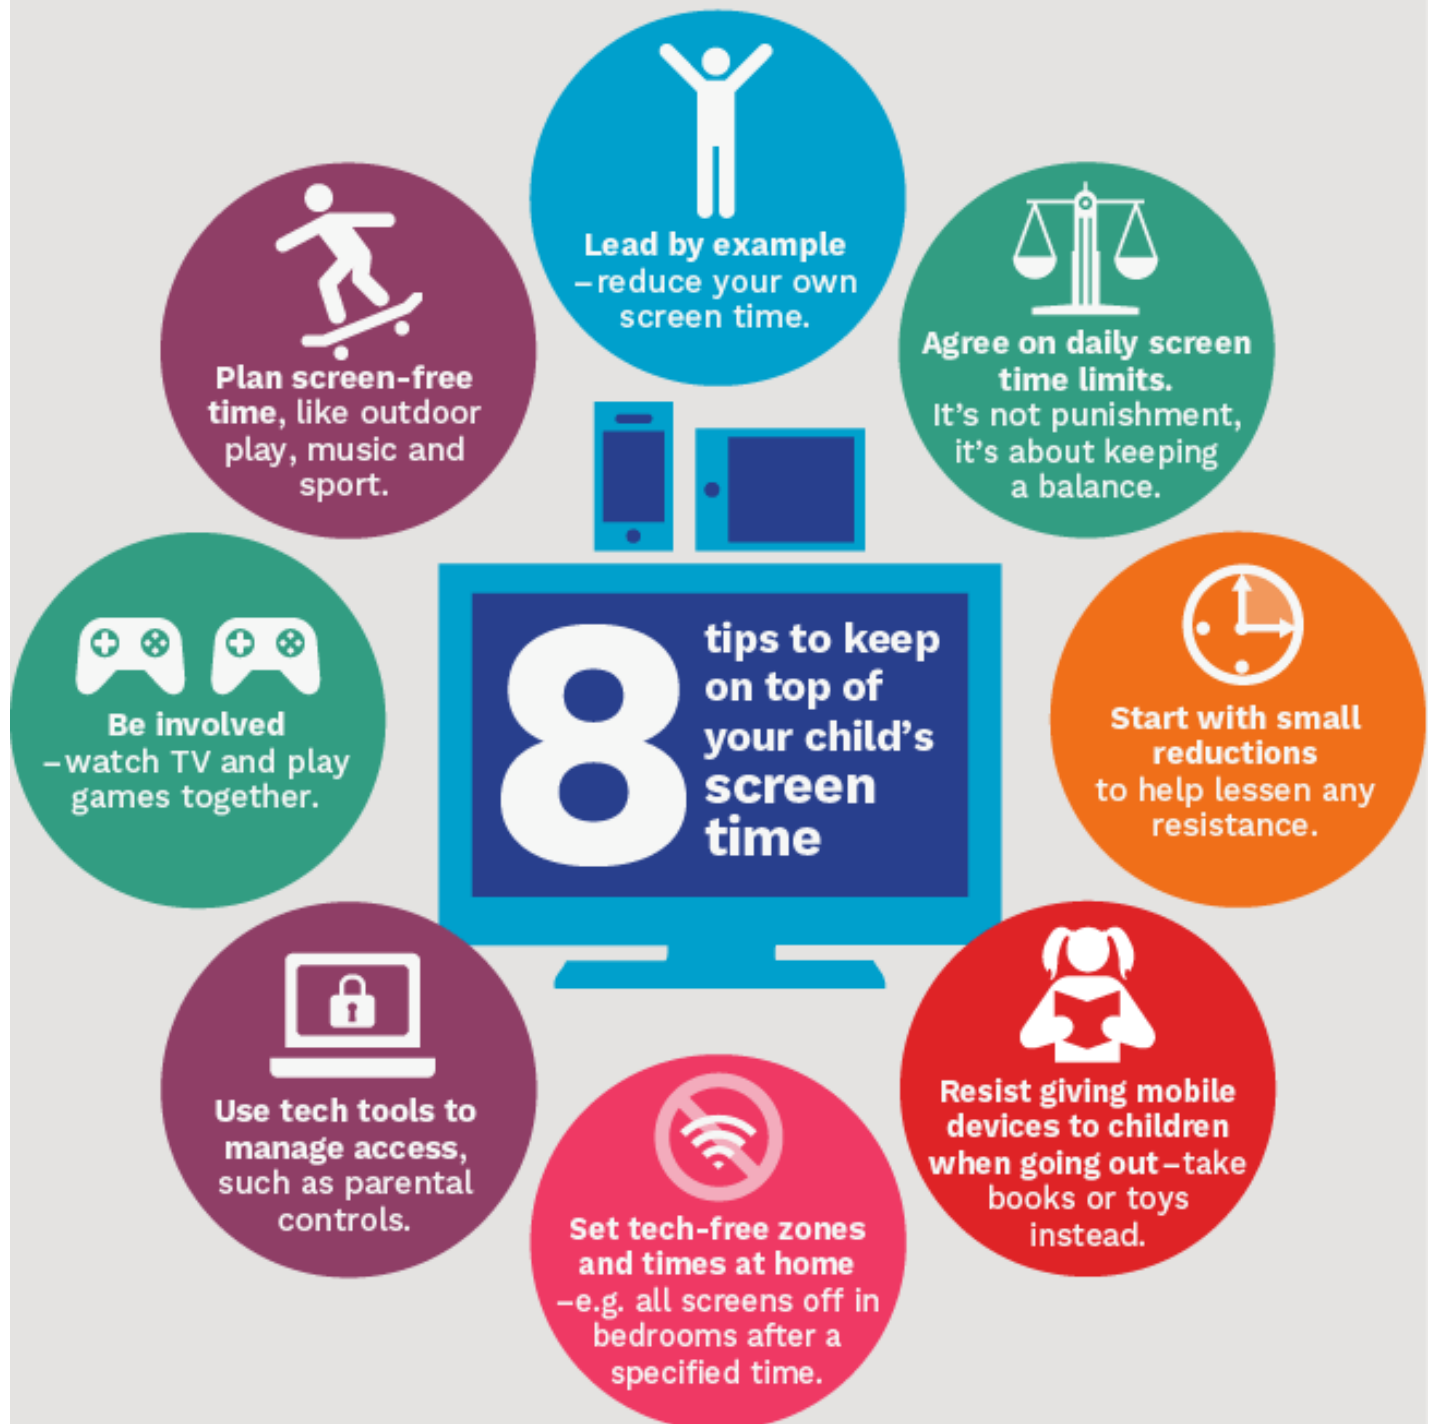 8
tips to keep
on top of
your child's
screen
time
Lead by example
–reduce your own
screen time.
Agree on daily screen
time limits.
It's not punishment,
it's about keeping
a balance.
Start with small
reductions
to help lessen any
resistance.
Resist giving mobile
devices to children
when going out–take
books or toys
instead.
Set tech-free zones
and times at home
–e.g. all screens off in
bedrooms after a
specified time.
Use tech tools to
manage access,
such as parental
controls.
Be involved
–watch TV and play
games together.
Plan screen-free
time, like outdoor
play, music and
sport.